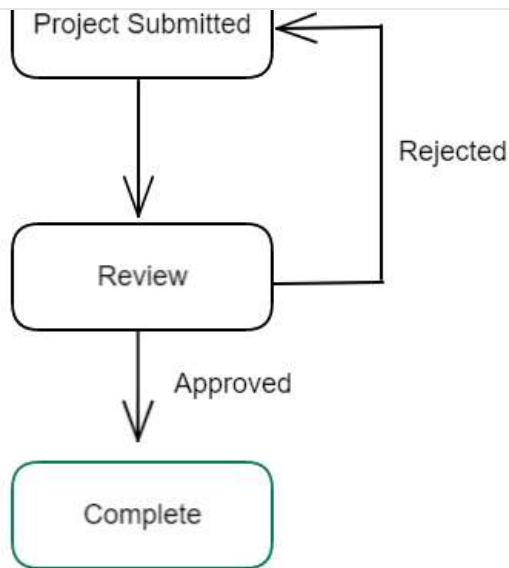 Project Submitted
Rejected
Review
Approved
Complete